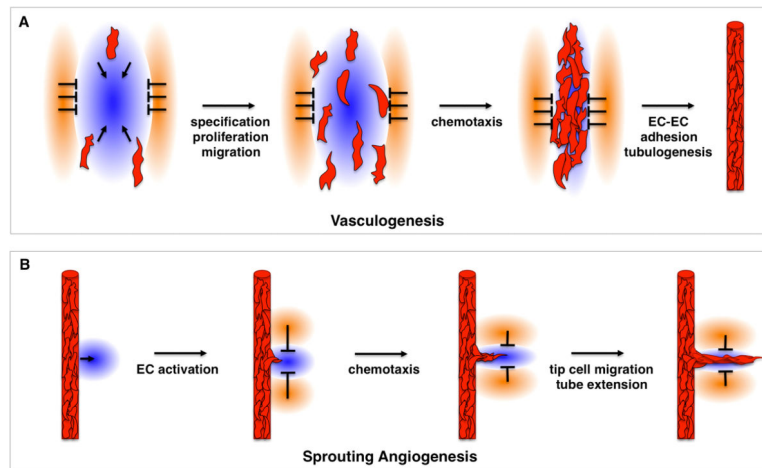 A
specification
proliferation
migration
chemotaxis
EC-EC
adhesion
tubulogenesis
Vasculogenesis
B
EC activation
chemotaxis
tip cell migration
tube extension
Sprouting Angiogenesis